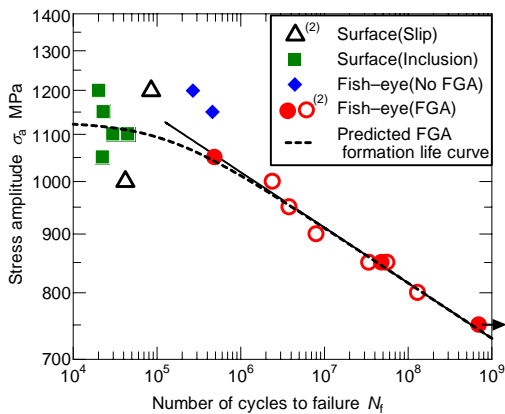 1400
1300
1200
1100
1000
900
800
700
Stress amplitude σa MPa
(2) Surface(Slip)
Surface(Inclusion)
Fish–eye(No FGA)
(2)
Fish–eye(FGA)
Predicted FGA
formation life curve
10^4 10^5 10^6 10^7 10^8 10^9
Number of cycles to failure Nf